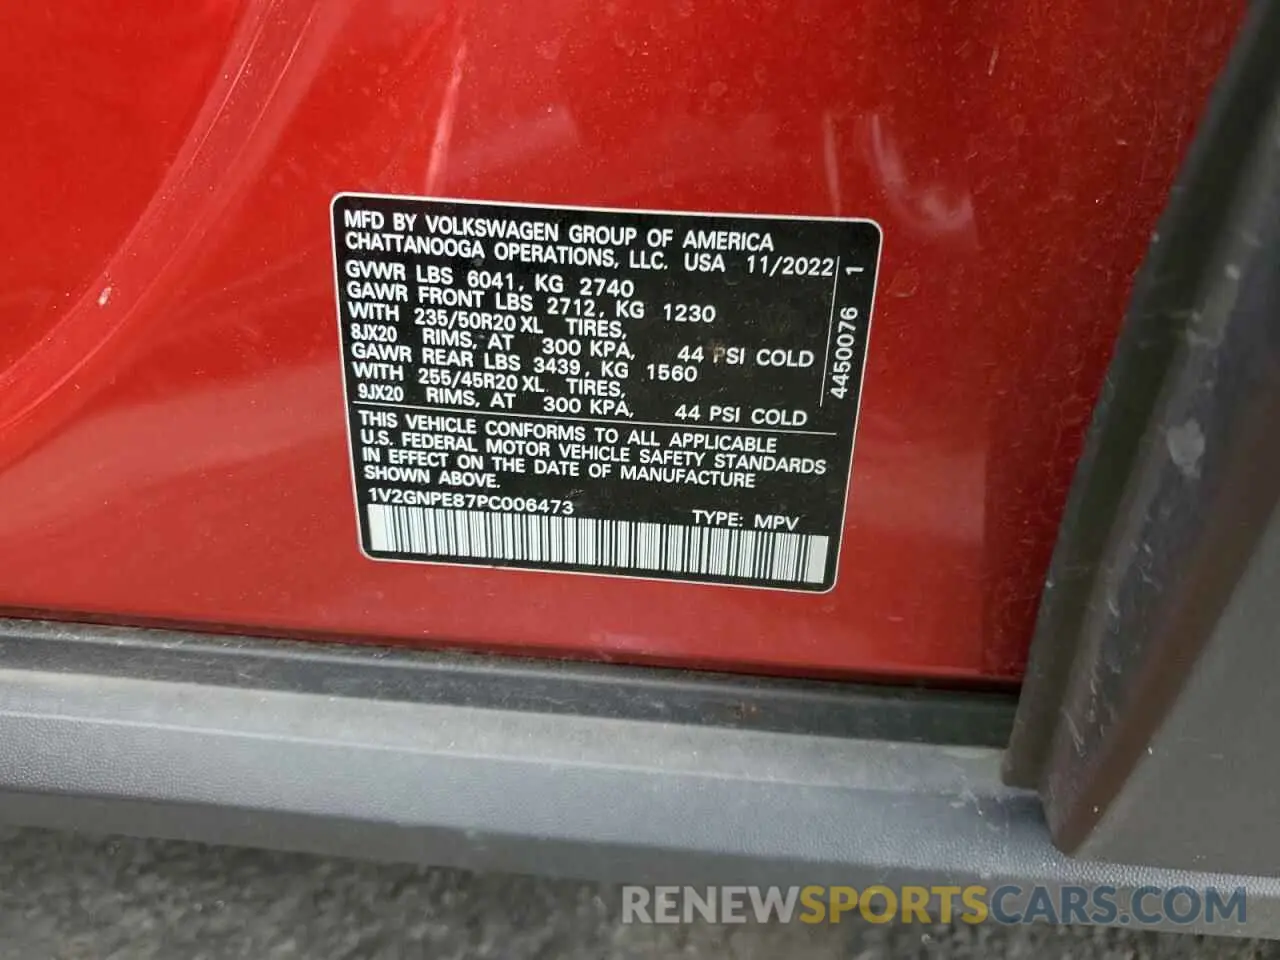 MFD BY VOLKSWAGEN GROUP OF AMERICA
CHATTANOOGA OPERATIONS, LLC. USA 11/2022
GVWR LBS 6041, KG 2740
GAWR FRONT LBS 2712, KG 1230
WITH 235/50R20 XL TIRES,
8JX20 RIMS, AT 300 KPA, 44 PSI COLD
GAWR REAR LBS 3439, KG 1560
WITH 255/45R20 XL TIRES,
9JX20 RIMS, AT 300 KPA, 44 PSI COLD
4450076 1
THIS VEHICLE CONFORMS TO ALL APPLICABLE
U.S. FEDERAL MOTOR VEHICLE SAFETY STANDARDS
IN EFFECT ON THE DATE OF MANUFACTURE
SHOWN ABOVE.
1V2GNPE87PC006473 TYPE: MPV
RENEWSPORTSCARS.COM